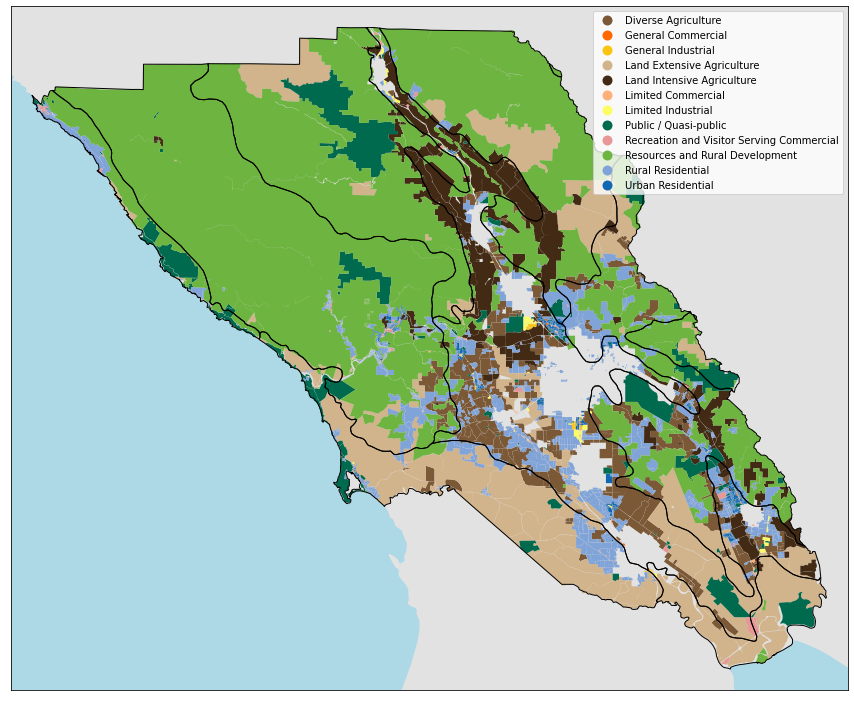 Diverse Agriculture
General Commercial
General Industrial
Land Extensive Agriculture
Land Intensive Agriculture
Limited Commercial
Limited Industrial
Public / Quasi-public
Recreation and Visitor Serving Commercial
Resources and Rural Development
Rural Residential
Urban Residential